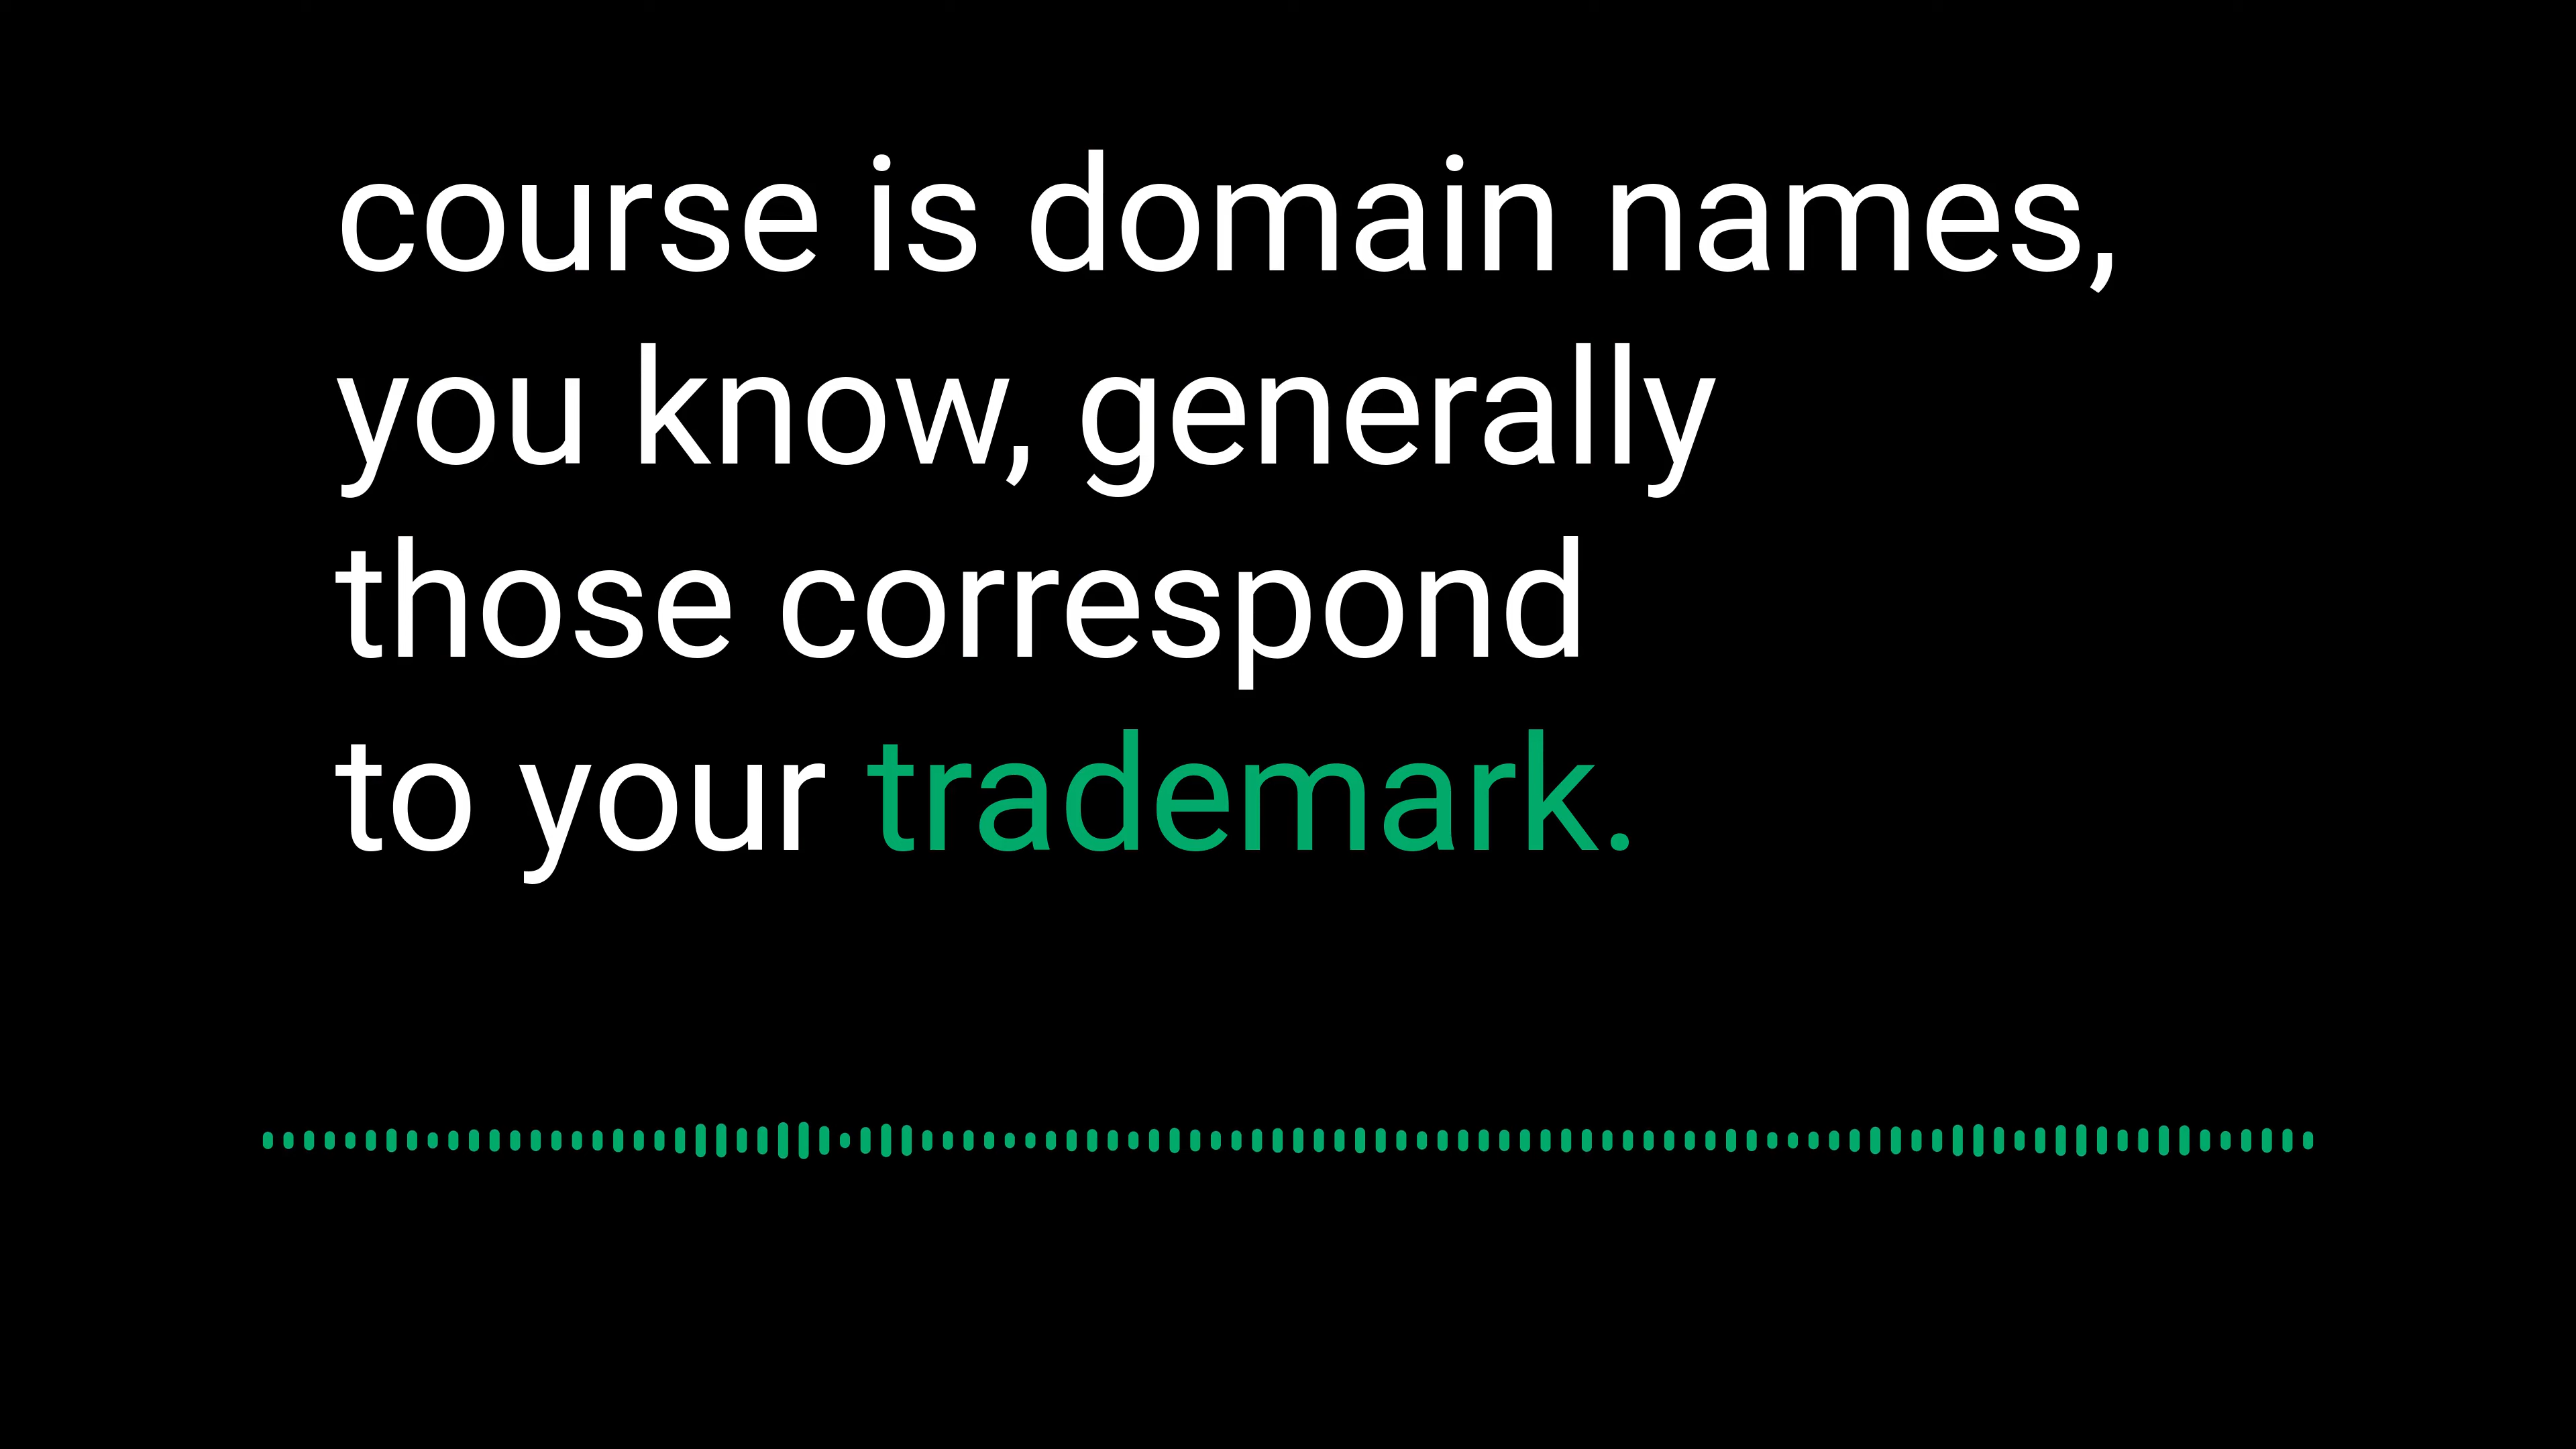 course is domain names,
you know, generally
those correspond
to your trademark.